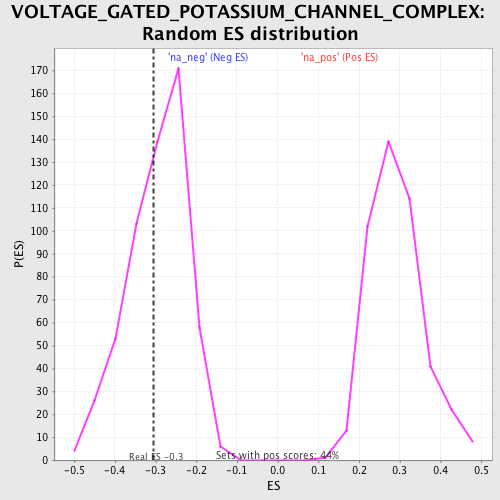 VOLTAGE_GATED_POTASSIUM_CHANNEL_COMPLEX:
Random ES distribution
'na_neg' (Neg ES) 'na_pos' (Pos ES)
170
160
150
140
130
120
110
100
90
80
70
60
50
40
30
20
10
0
P(ES)
Real ES -0.3 Sets with pos scores: 44%
-0.5 -0.4 -0.3 -0.2 -0.1 0.0 0.1 0.2 0.3 0.4 0.5
ES